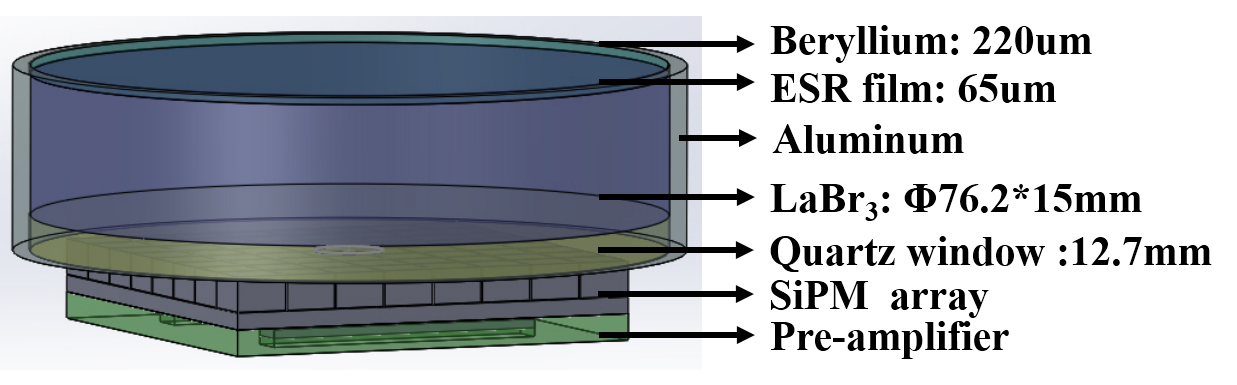 Beryllium: 220um
ESR film: 65um
Aluminum
LaBr₃: Φ76.2*15mm
Quartz window :12.7mm
SiPM array
Pre-amplifier